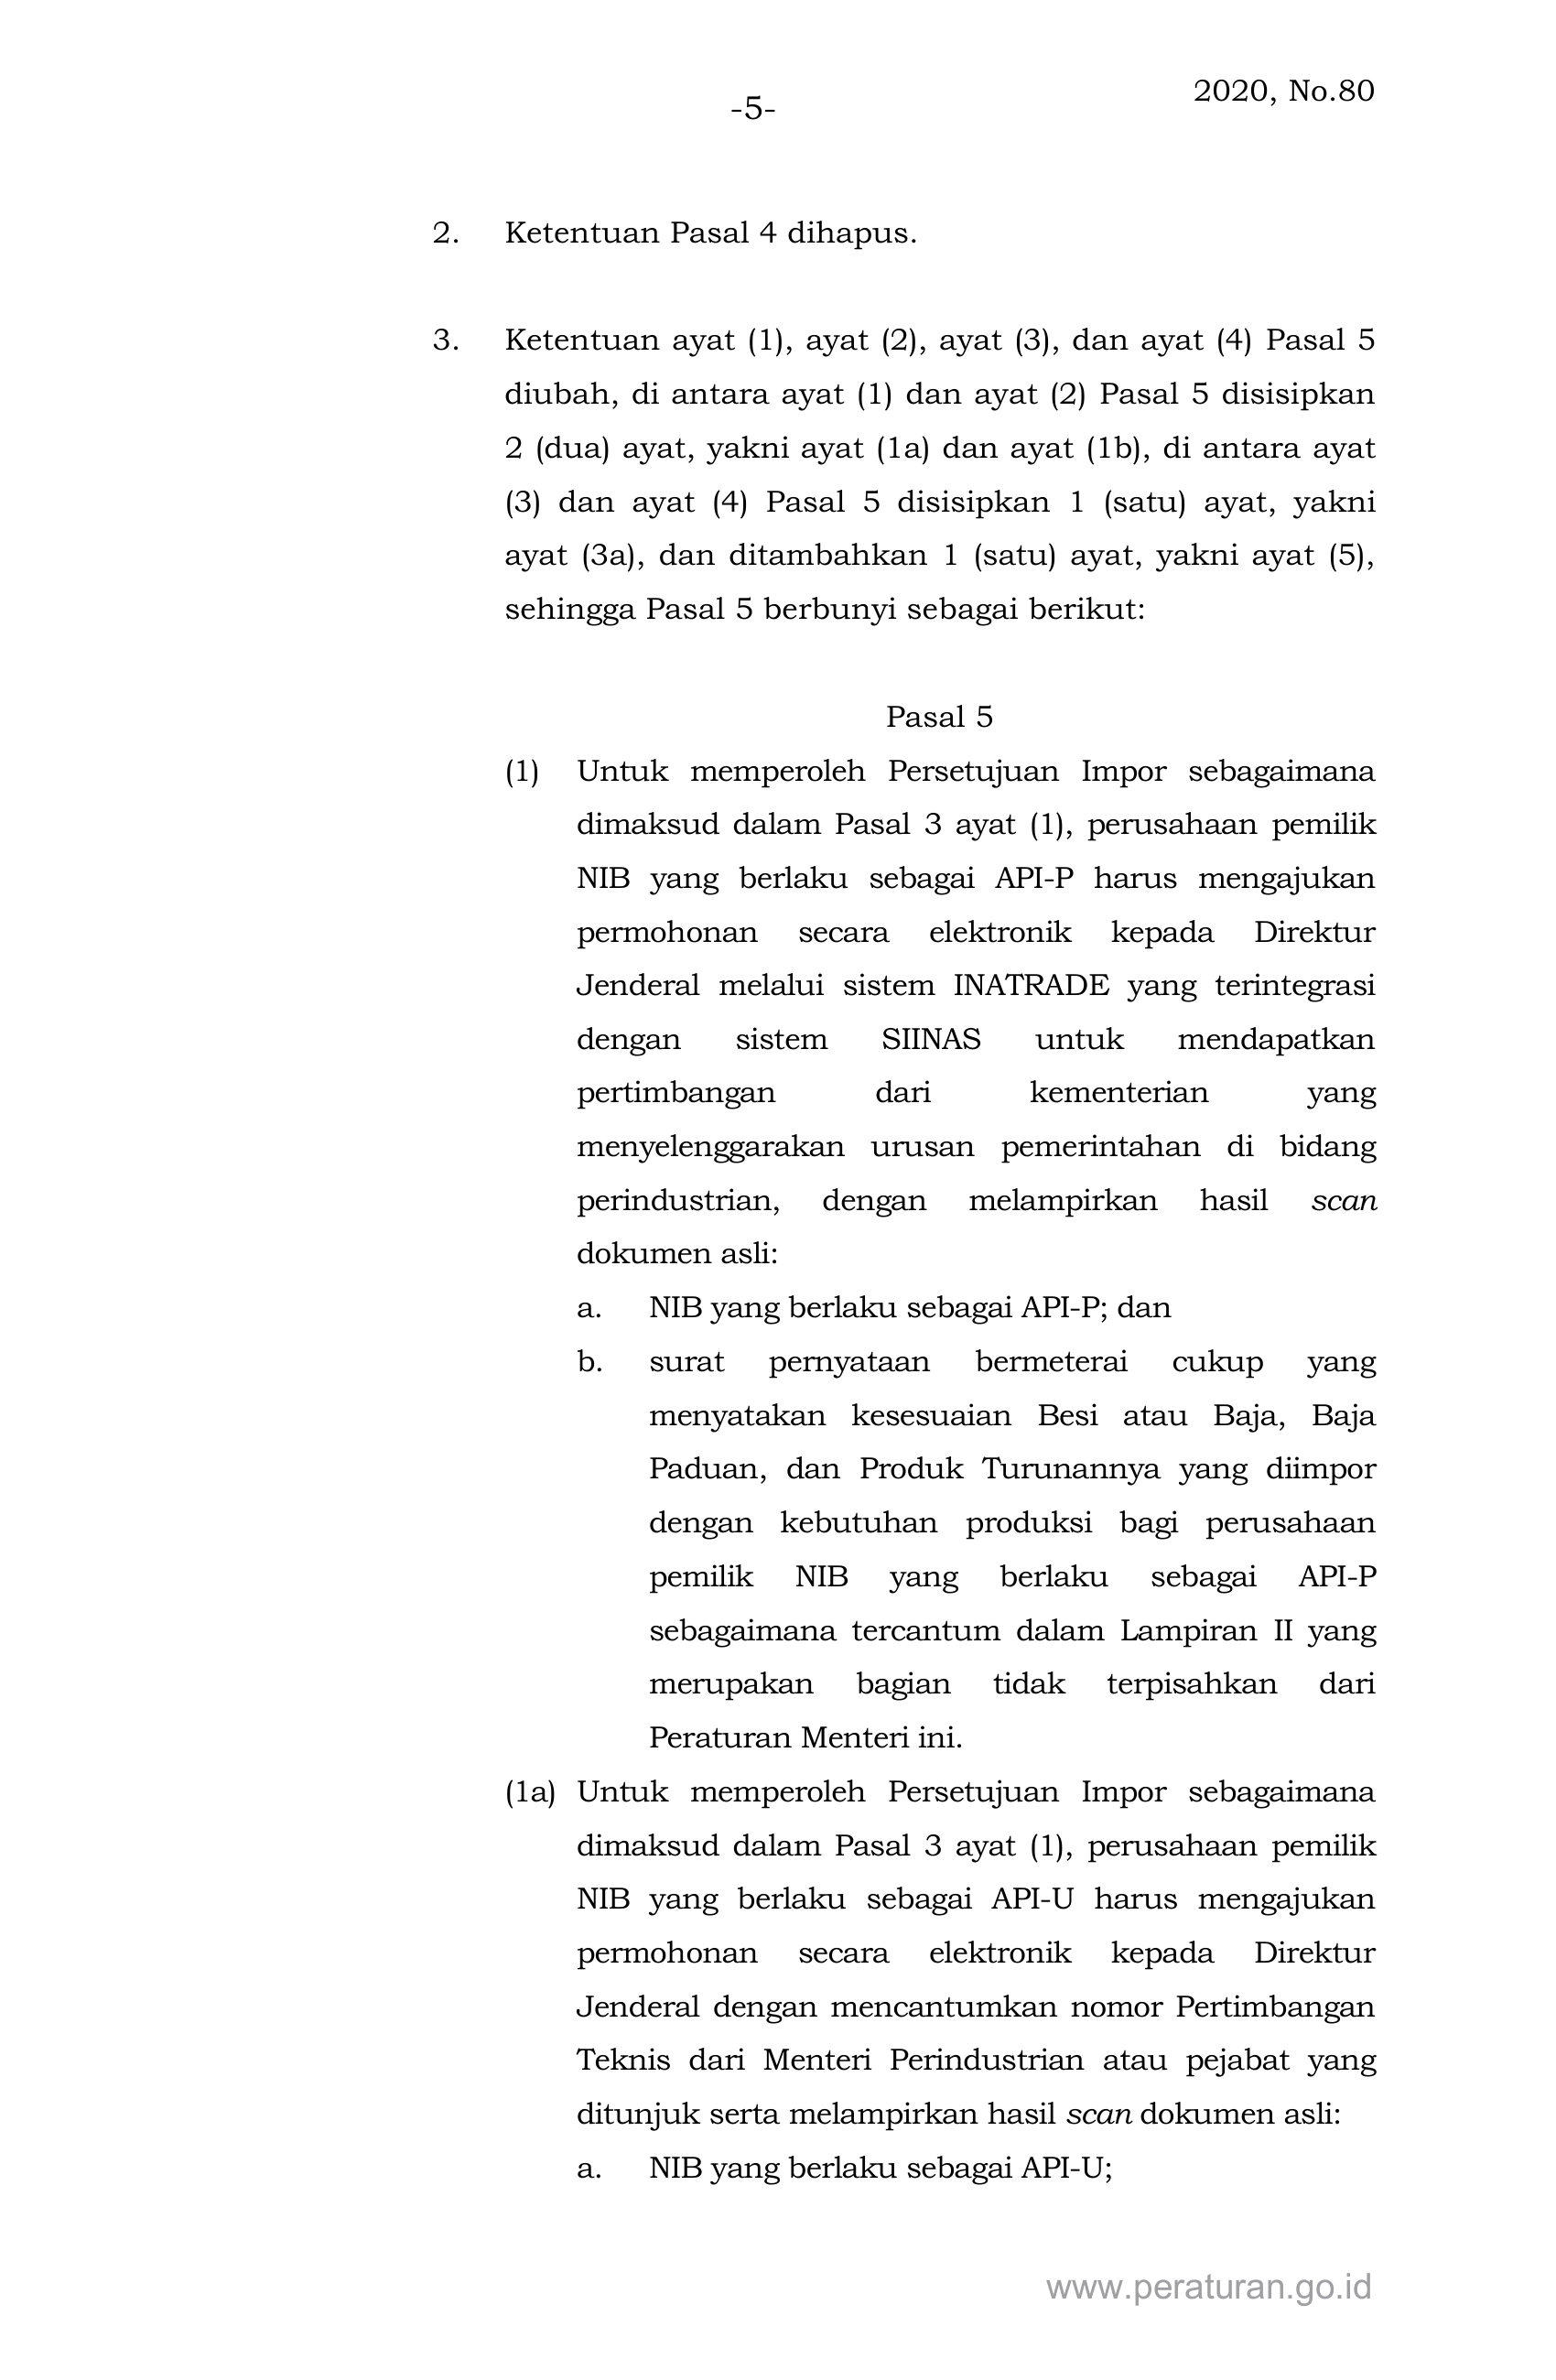 2020, No.80
-5-
2. Ketentuan Pasal 4 dihapus.
3. Ketentuan ayat (1), ayat (2), ayat (3), dan ayat (4) Pasal 5
diubah, di antara ayat (1) dan ayat (2) Pasal 5 disisipkan
2 (dua) ayat, yakni ayat (1a) dan ayat (1b), di antara ayat
(3) dan ayat (4) Pasal 5 disisipkan 1 (satu) ayat, yakni
ayat (3a), dan ditambahkan 1 (satu) ayat, yakni ayat (5),
sehingga Pasal 5 berbunyi sebagai berikut:
Pasal 5
(1) Untuk memperoleh Persetujuan Impor sebagaimana
dimaksud dalam Pasal 3 ayat (1), perusahaan pemilik
NIB yang berlaku sebagai API-P harus mengajukan
permohonan secara elektronik kepada Direktur
Jenderal melalui sistem INATRADE yang terintegrasi
dengan sistem SIINAS untuk mendapatkan
pertimbangan dari kementerian yang
menyelenggarakan urusan pemerintahan di bidang
perindustrian, dengan melampirkan hasil scan
dokumen asli:
a. NIB yang berlaku sebagai API-P; dan
b. surat pernyataan bermeterai cukup yang
menyatakan kesesuaian Besi atau Baja, Baja
Paduan, dan Produk Turunannya yang diimpor
dengan kebutuhan produksi bagi perusahaan
pemilik NIB yang berlaku sebagai API-P
sebagaimana tercantum dalam Lampiran II yang
merupakan bagian tidak terpisahkan dari
Peraturan Menteri ini.
(1a) Untuk memperoleh Persetujuan Impor sebagaimana
dimaksud dalam Pasal 3 ayat (1), perusahaan pemilik
NIB yang berlaku sebagai API-U harus mengajukan
permohonan secara elektronik kepada Direktur
Jenderal dengan mencantumkan nomor Pertimbangan
Teknis dari Menteri Perindustrian atau pejabat yang
ditunjuk serta melampirkan hasil scan dokumen asli:
a. NIB yang berlaku sebagai API-U;
www.peraturan.go.id